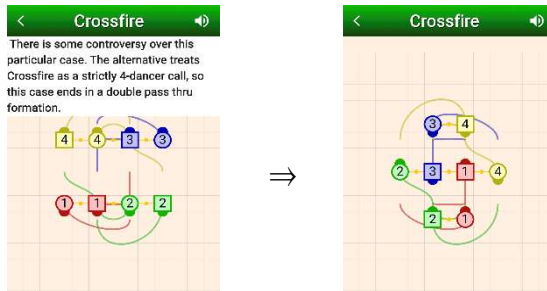 Crossfire
There is some controversy over this
particular case. The alternative treats
Crossfire as a strictly 4-dancer call, so
this case ends in a double pass thru
formation.
4 4 3 3
1 1 2 2
Crossfire
3 4
2 3 1 4
2 1